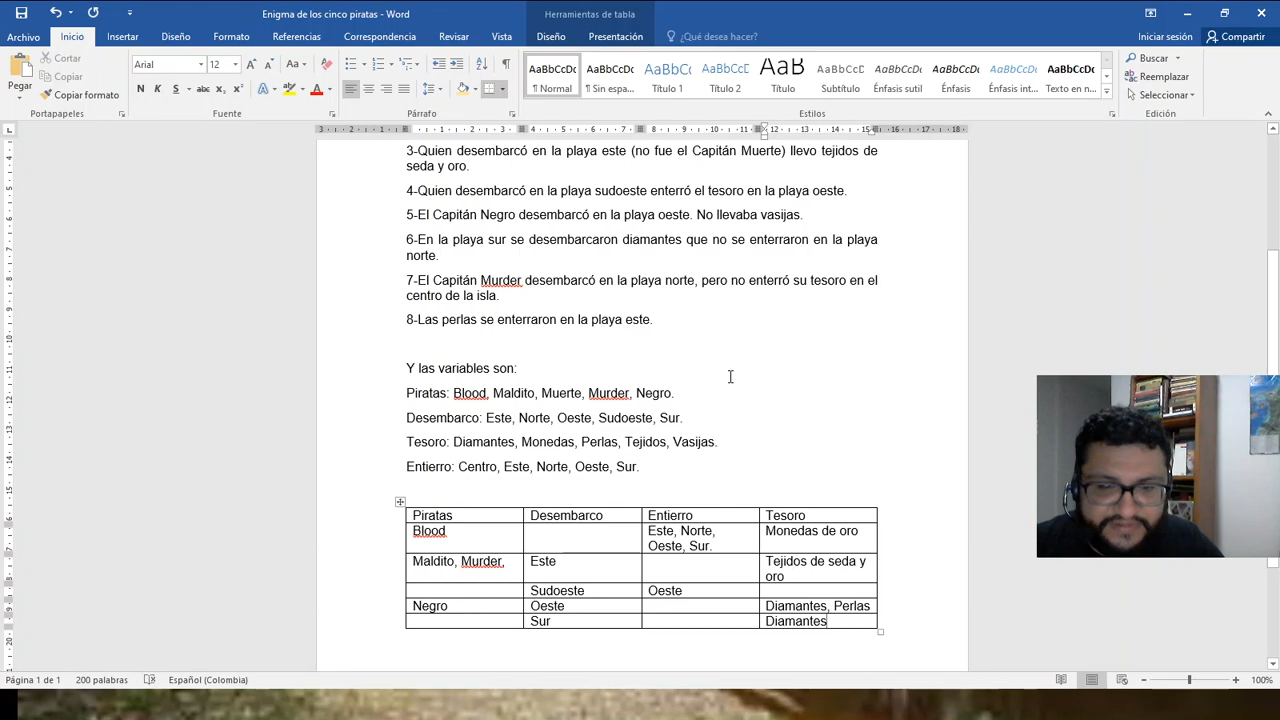 Enigma de los cinco piratas - Word
Herramientas de tabla
Archivo Inicio Insertar Diseño Formato Referencias Correspondencia Revisar Vista Diseño Presentación ¿Qué desea hacer? Iniciar sesión Compartir
Pegar
Cortar
Copiar
Copiar formato
Portapapeles
Arial 12
N K S abc x₂ x² A
Fuente
Párrafo
AaBbCcDc AaBbCcDc AaBbCc AaBbCcD AaB AaBbCcD AaBbCcDc AaBbCcDc AaBbCcDc AaBbCcDc
¶ Normal ¶ Sin espa... Título 1 Título 2 Título Subtítulo Énfasis sutil Énfasis Énfasis int... Texto en n...
Estilos
Buscar
Reemplazar
Seleccionar
Edición
3-Quien desembarcó en la playa este (no fue el Capitán Muerte) llevo tejidos de
seda y oro.
4-Quien desembarcó en la playa sudoeste enterró el tesoro en la playa oeste.
5-El Capitán Negro desembarcó en la playa oeste. No llevaba vasijas.
6-En la playa sur se desembarcaron diamantes que no se enterraron en la playa
norte.
7-El Capitán Murder desembarcó en la playa norte, pero no enterró su tesoro en el
centro de la isla.
8-Las perlas se enterraron en la playa este.
Y las variables son:
Piratas: Blood, Maldito, Muerte, Murder, Negro.
Desembarco: Este, Norte, Oeste, Sudoeste, Sur.
Tesoro: Diamantes, Monedas, Perlas, Tejidos, Vasijas.
Entierro: Centro, Este, Norte, Oeste, Sur.
Piratas Desembarco Entierro Tesoro
Blood Este, Norte, Monedas de oro
Oeste, Sur.
Maldito, Murder, Este Tejidos de seda y
oro
Sudoeste Oeste
Negro Oeste Diamantes, Perlas
Sur Diamantes
Página 1 de 1 200 palabras Español (Colombia) 100%